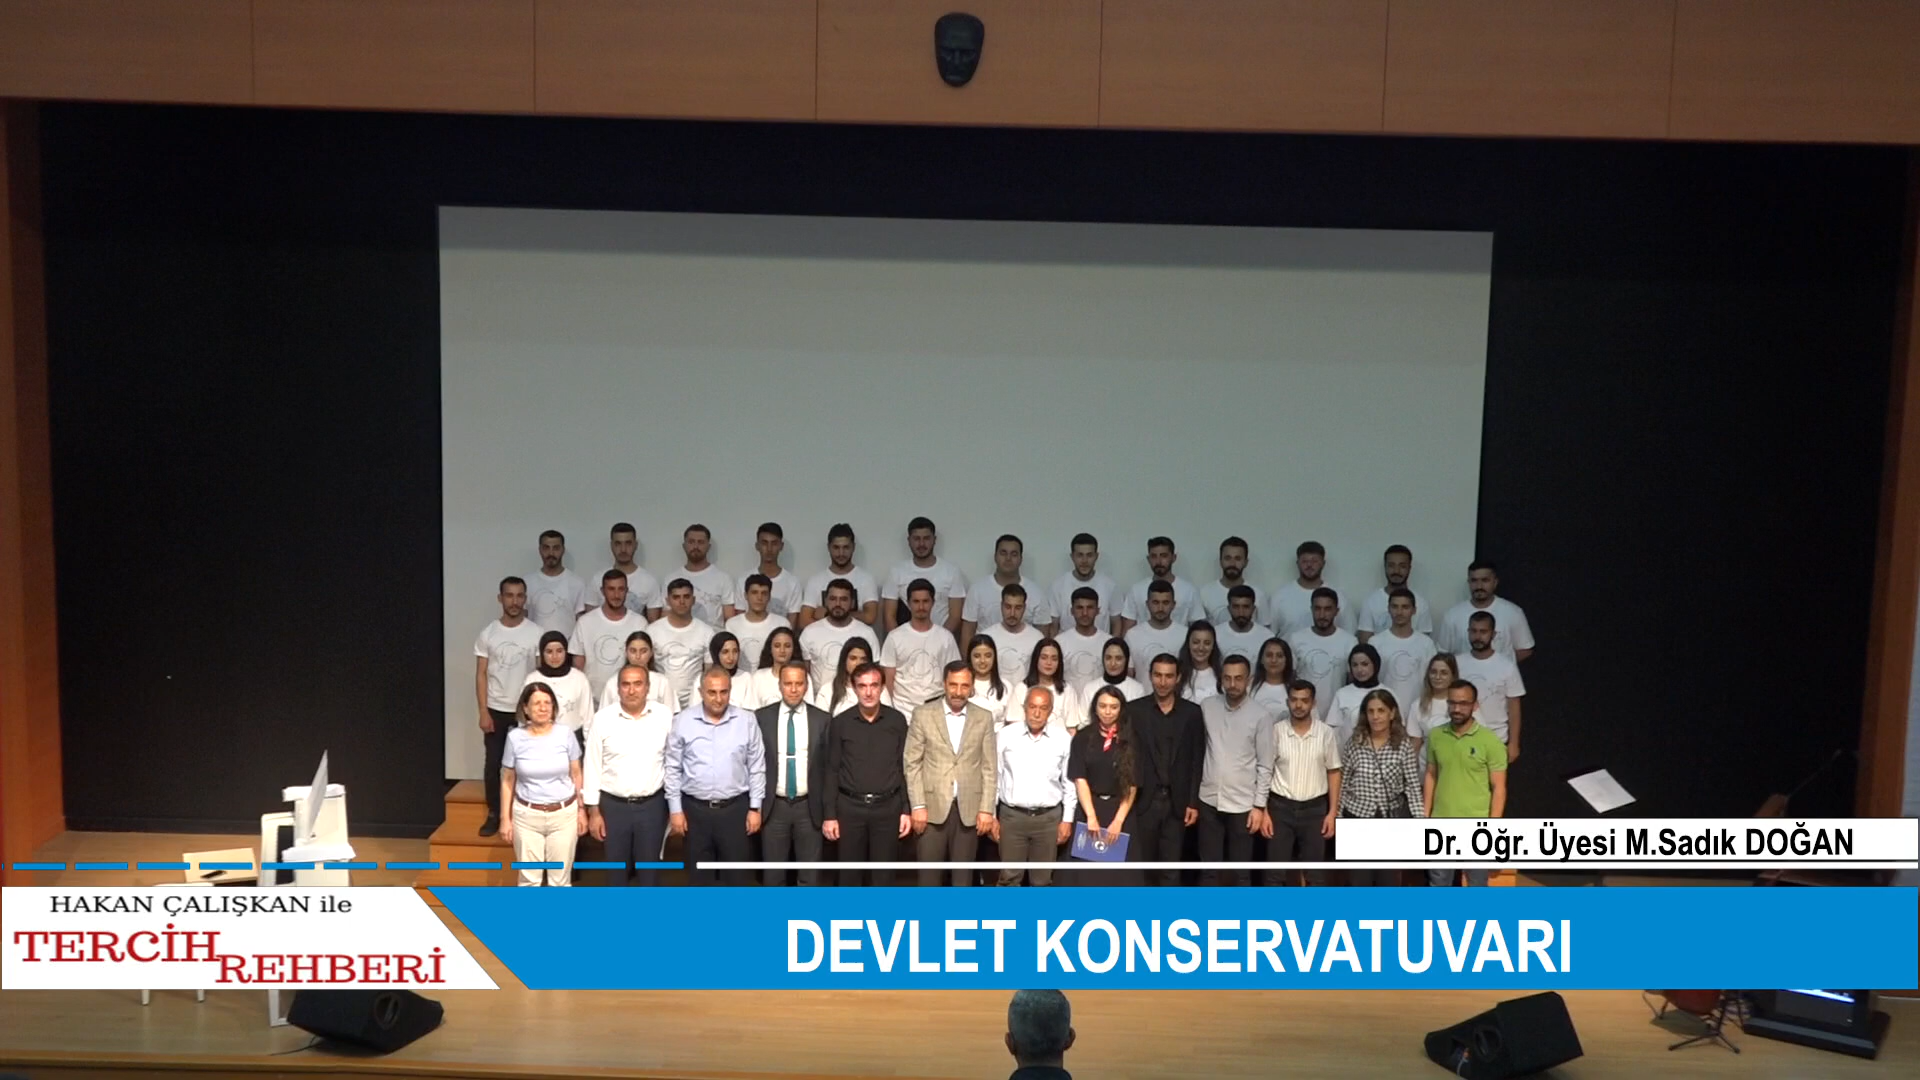 Dr. Öğr. Üyesi M.Sadık DOĞAN
HAKAN ÇALIŞKAN ile
TERCİH
REHBERİ
DEVLET KONSERVATUVARI